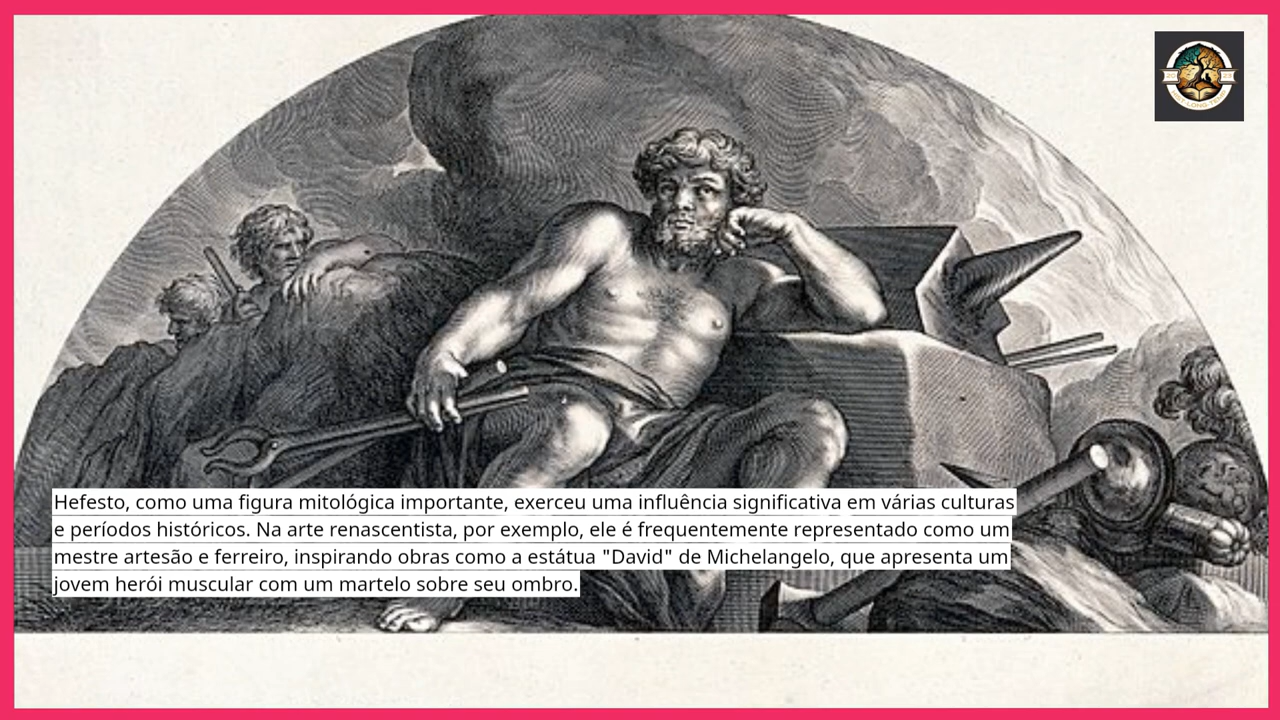 Hefesto, como uma figura mitológica importante, exerceu uma influência significativa em várias culturas
e períodos históricos. Na arte renascentista, por exemplo, ele é frequentemente representado como um
mestre artesão e ferreiro, inspirando obras como a estátua "David" de Michelangelo, que apresenta um
jovem herói muscular com um martelo sobre seu ombro.